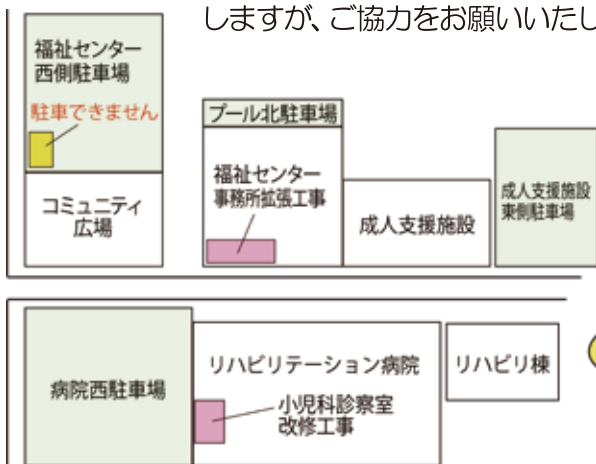 しますが、ご協力をお願いいたし
福祉センター
西側駐車場
駐車できません
コミュニティ
広場
プール北駐車場
福祉センター
事務所拡張工事
成人支援施設
成人支援施設
東側駐車場
病院西駐車場
リハビリテーション病院
小児科診察室
改修工事
リハビリ棟